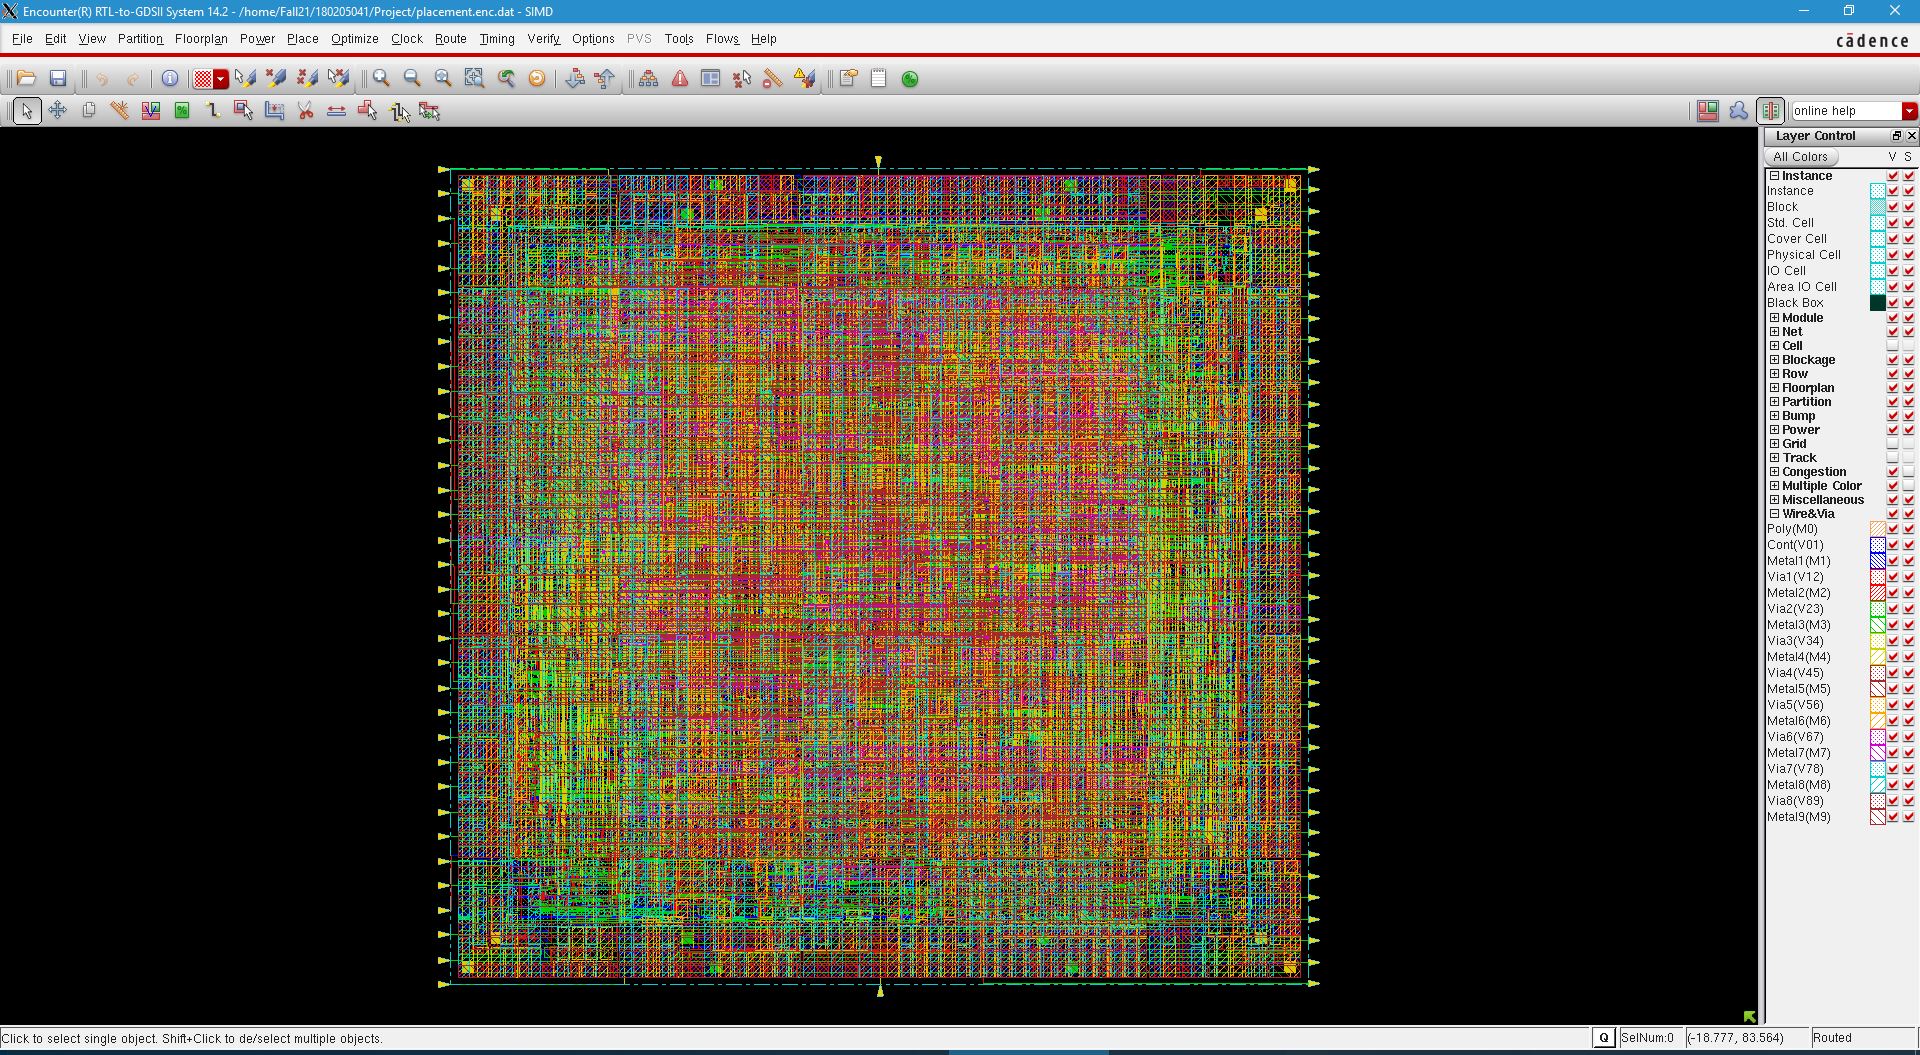 Encounter(R) RTL-to-GDSII System 14.2 - /home/Fall21/180205041/Project/placement.enc.dat - SIMD
File Edit View Partition Floorplan Power Place Optimize Clock Route Timing Verify Options PVS Tools Flows Help
cādence
online help
Layer Control
All Colors V S
Instance
Instance
Block
Std. Cell
Cover Cell
Physical Cell
IO Cell
Area IO Cell
Black Box
Module
Net
Cell
Blockage
Row
Floorplan
Partition
Bump
Power
Grid
Track
Congestion
Multiple Color
Miscellaneous
Wire&Via
Poly(M0)
Cont(V01)
Metal1(M1)
Via1(V12)
Metal2(M2)
Via2(V23)
Metal3(M3)
Via3(V34)
Metal4(M4)
Via4(V45)
Metal5(M5)
Via5(V56)
Metal6(M6)
Via6(V67)
Metal7(M7)
Via7(V78)
Metal8(M8)
Via8(V89)
Metal9(M9)
Click to select single object. Shift+Click to de/select multiple objects. Q SelNum:0 (-18.777, 83.564) Routed